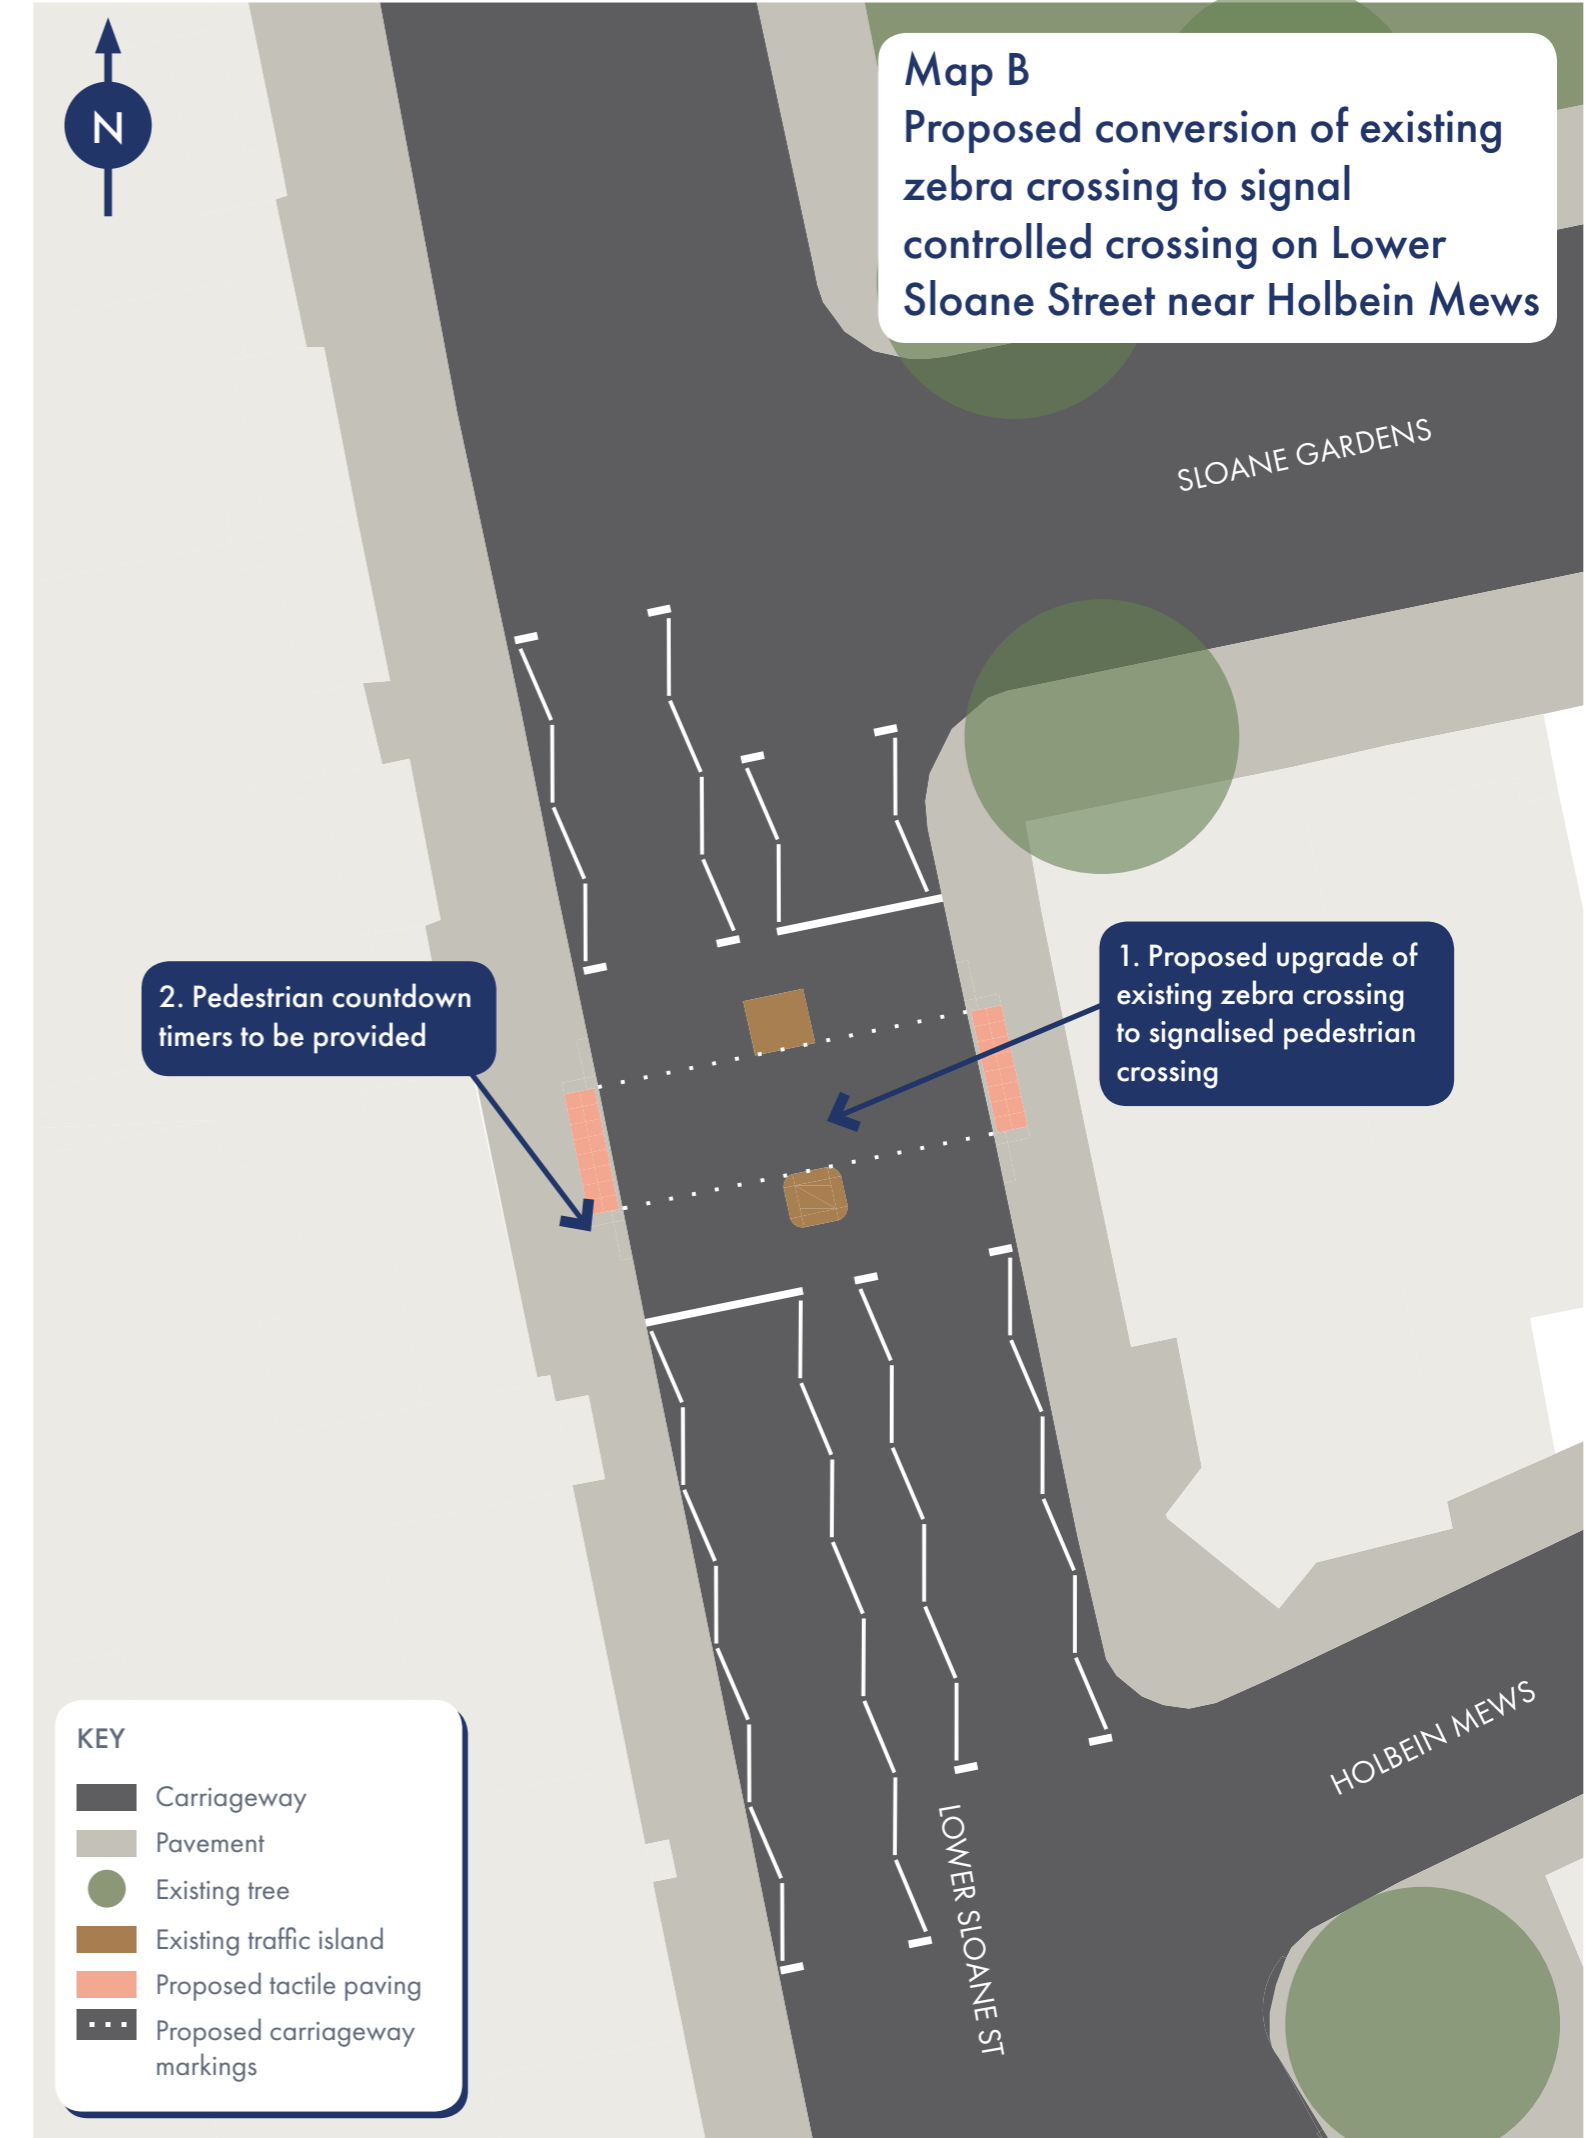 N
Map B
Proposed conversion of existing
zebra crossing to signal
controlled crossing on Lower
Sloane Street near Holbein Mews
SLOANE GARDENS
1. Proposed upgrade of
existing zebra crossing
to signalised pedestrian
crossing
2. Pedestrian countdown
timers to be provided
HOLBEIN MEWS
LOWER SLOANE ST
KEY
Carriageway
Pavement
Existing tree
Existing traffic island
Proposed tactile paving
Proposed carriageway
markings